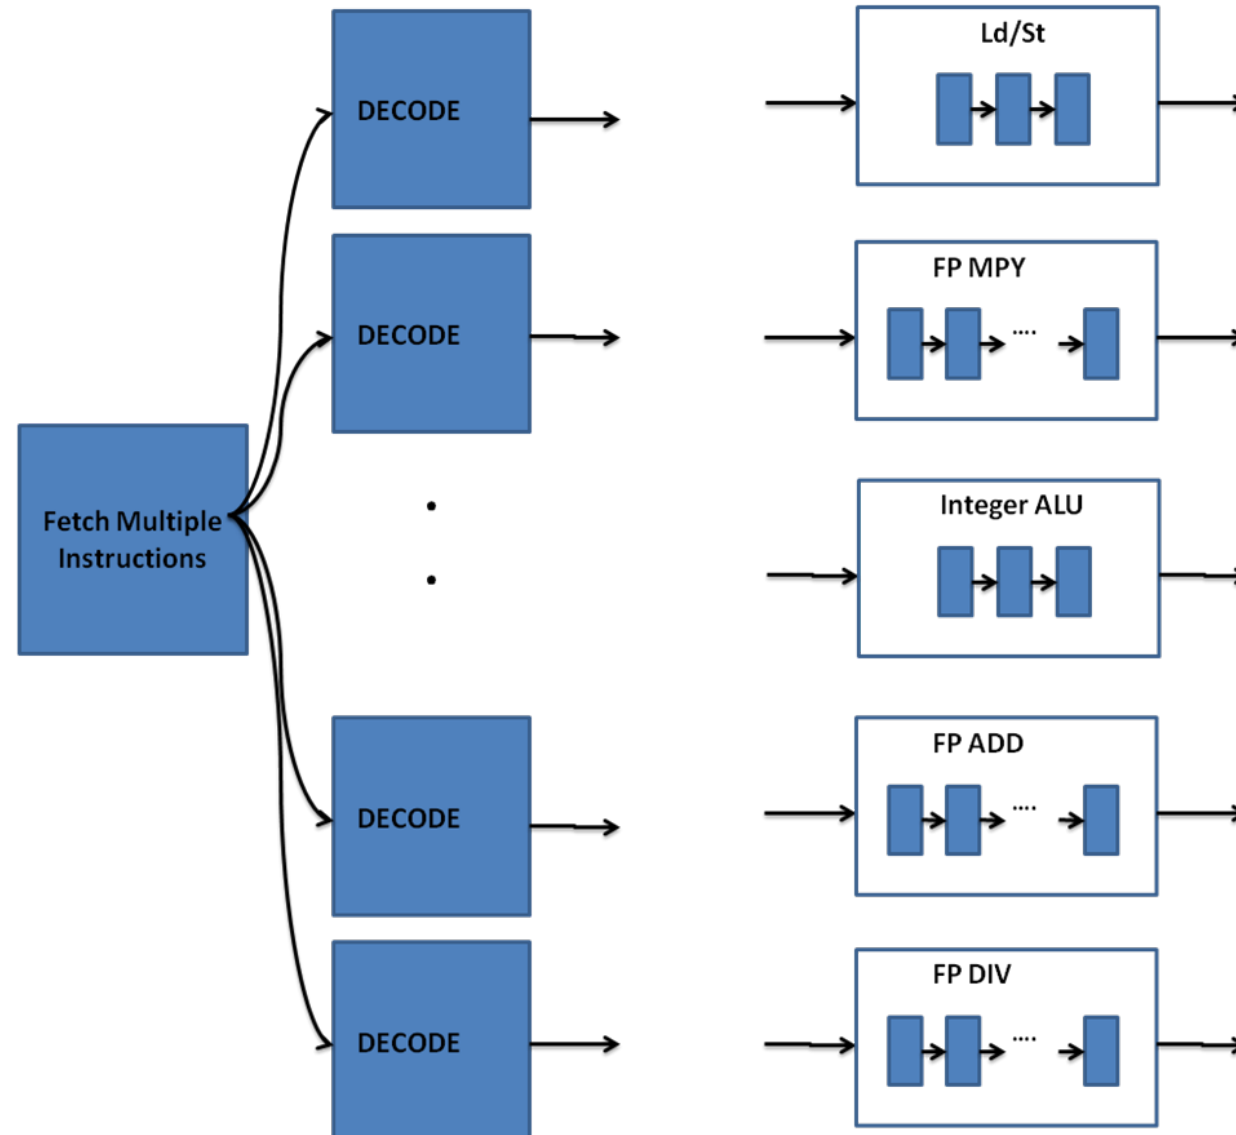 DECODE
Ld/St
DECODE
FP MPY
....
Fetch Multiple
Instructions
Integer ALU
DECODE
FP ADD
....
DECODE
FP DIV
....